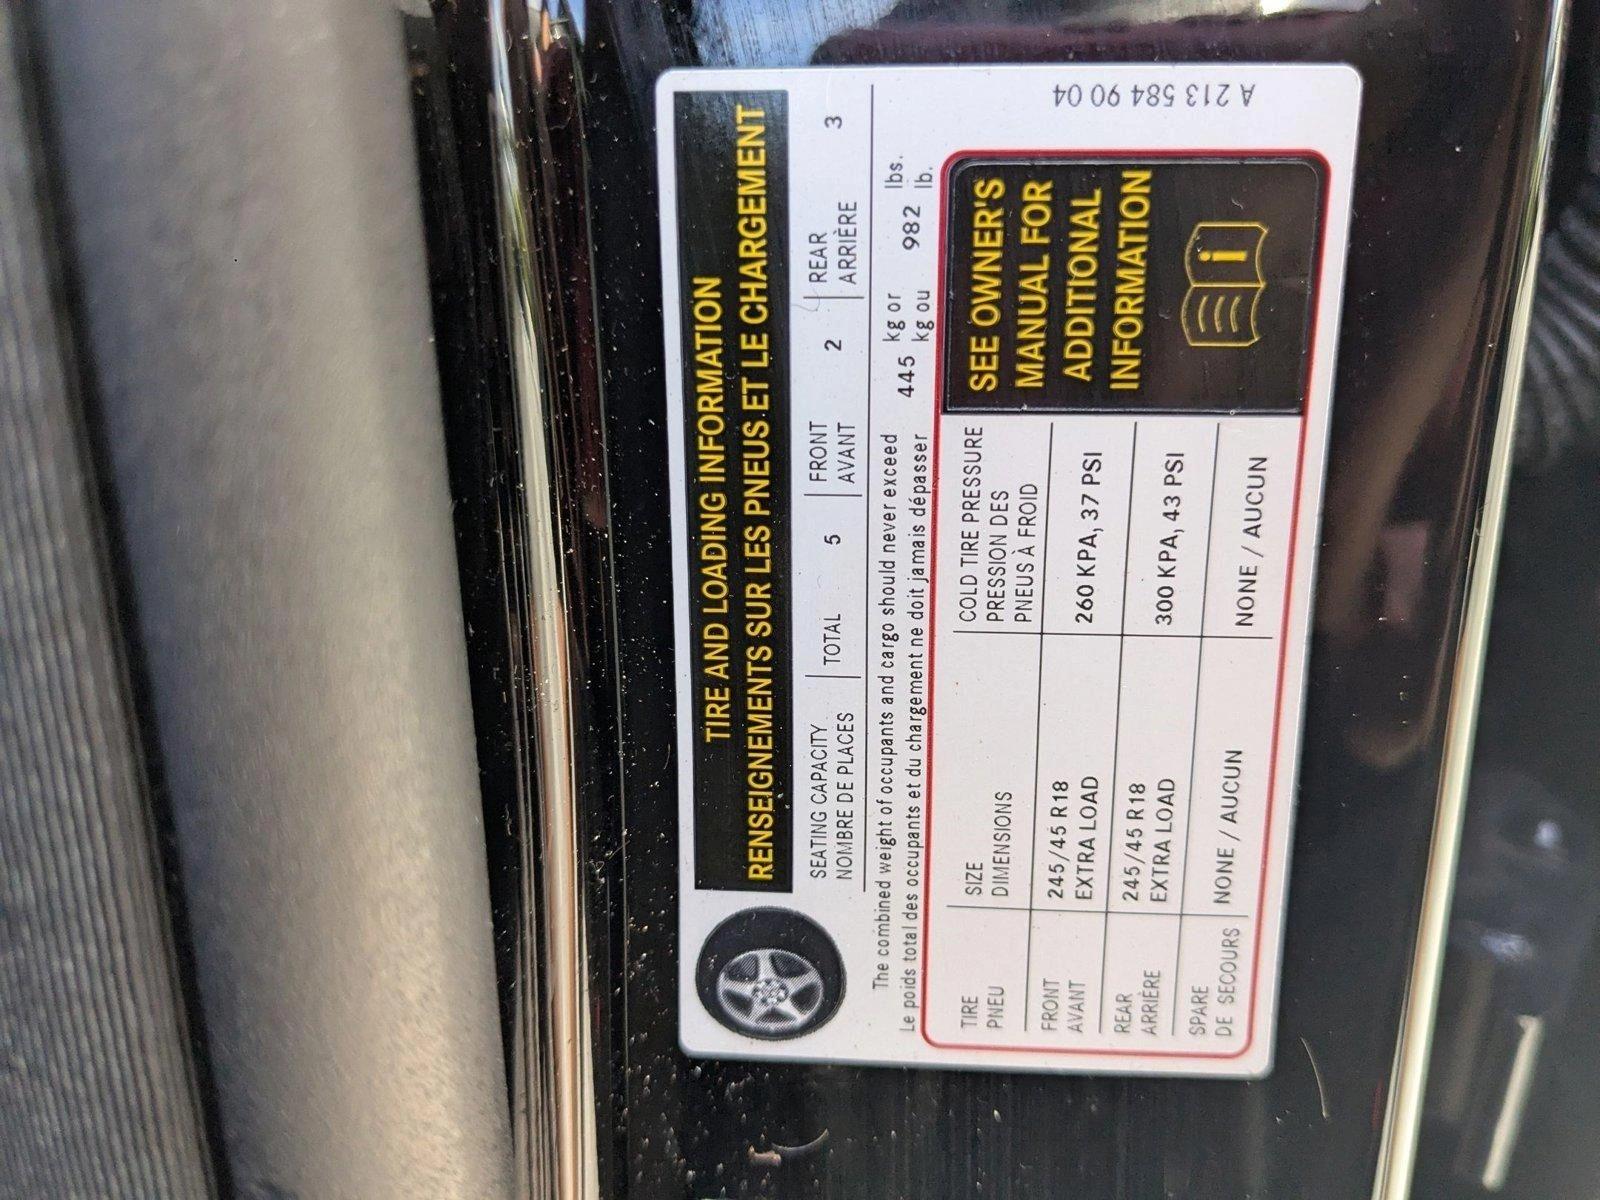 TIRE AND LOADING INFORMATION
RENSEIGNEMENTS SUR LES PNEUS ET LE CHARGEMENT
SEATING CAPACITY | TOTAL 5 | FRONT 2 | REAR 3
NOMBRE DE PLACES AVANT ARRIÈRE
The combined weight of occupants and cargo should never exceed 445 kg or 982 lbs.
Le poids total des occupants et du chargement ne doit jamais dépasser kg ou lb.
TIRE SIZE COLD TIRE PRESSURE
PNEU DIMENSIONS PRESSION DES
PNEUS À FROID
FRONT 245/45 R18 260 KPA, 37 PSI
AVANT EXTRA LOAD
REAR 245/45 R18 300 KPA, 43 PSI
ARRIÈRE EXTRA LOAD
SPARE NONE / AUCUN NONE / AUCUN
DE SECOURS
SEE OWNER'S
MANUAL FOR
ADDITIONAL
INFORMATION
A 213 584 90 04